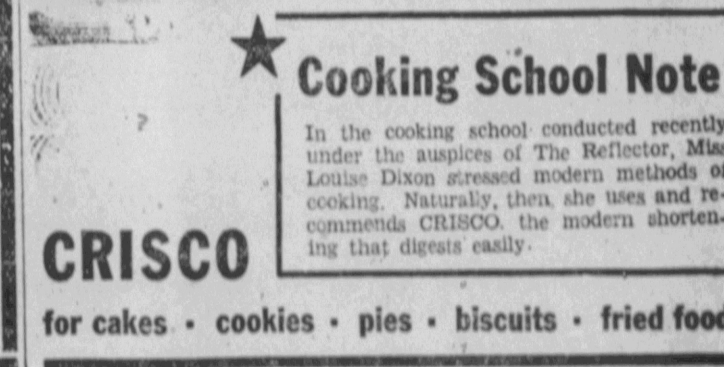 Cooking School Note
In the cooking school conducted recently
under the auspices of The Reflector, Miss
Louise Dixon stressed modern methods of
cooking. Naturally, then, she uses and re-
commends CRISCO, the modern shorten-
ing that digests easily.
CRISCO
for cakes • cookies • pies • biscuits • fried food